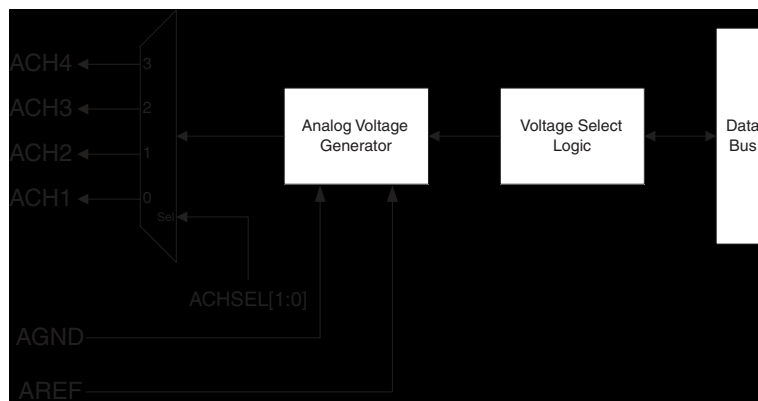 ACH4
3
ACH3
2
ACH2
1
ACH1
0
Sel
Analog Voltage
Generator
Voltage Select
Logic
Data
Bus
ACHSEL[1:0]
AGND
AREF